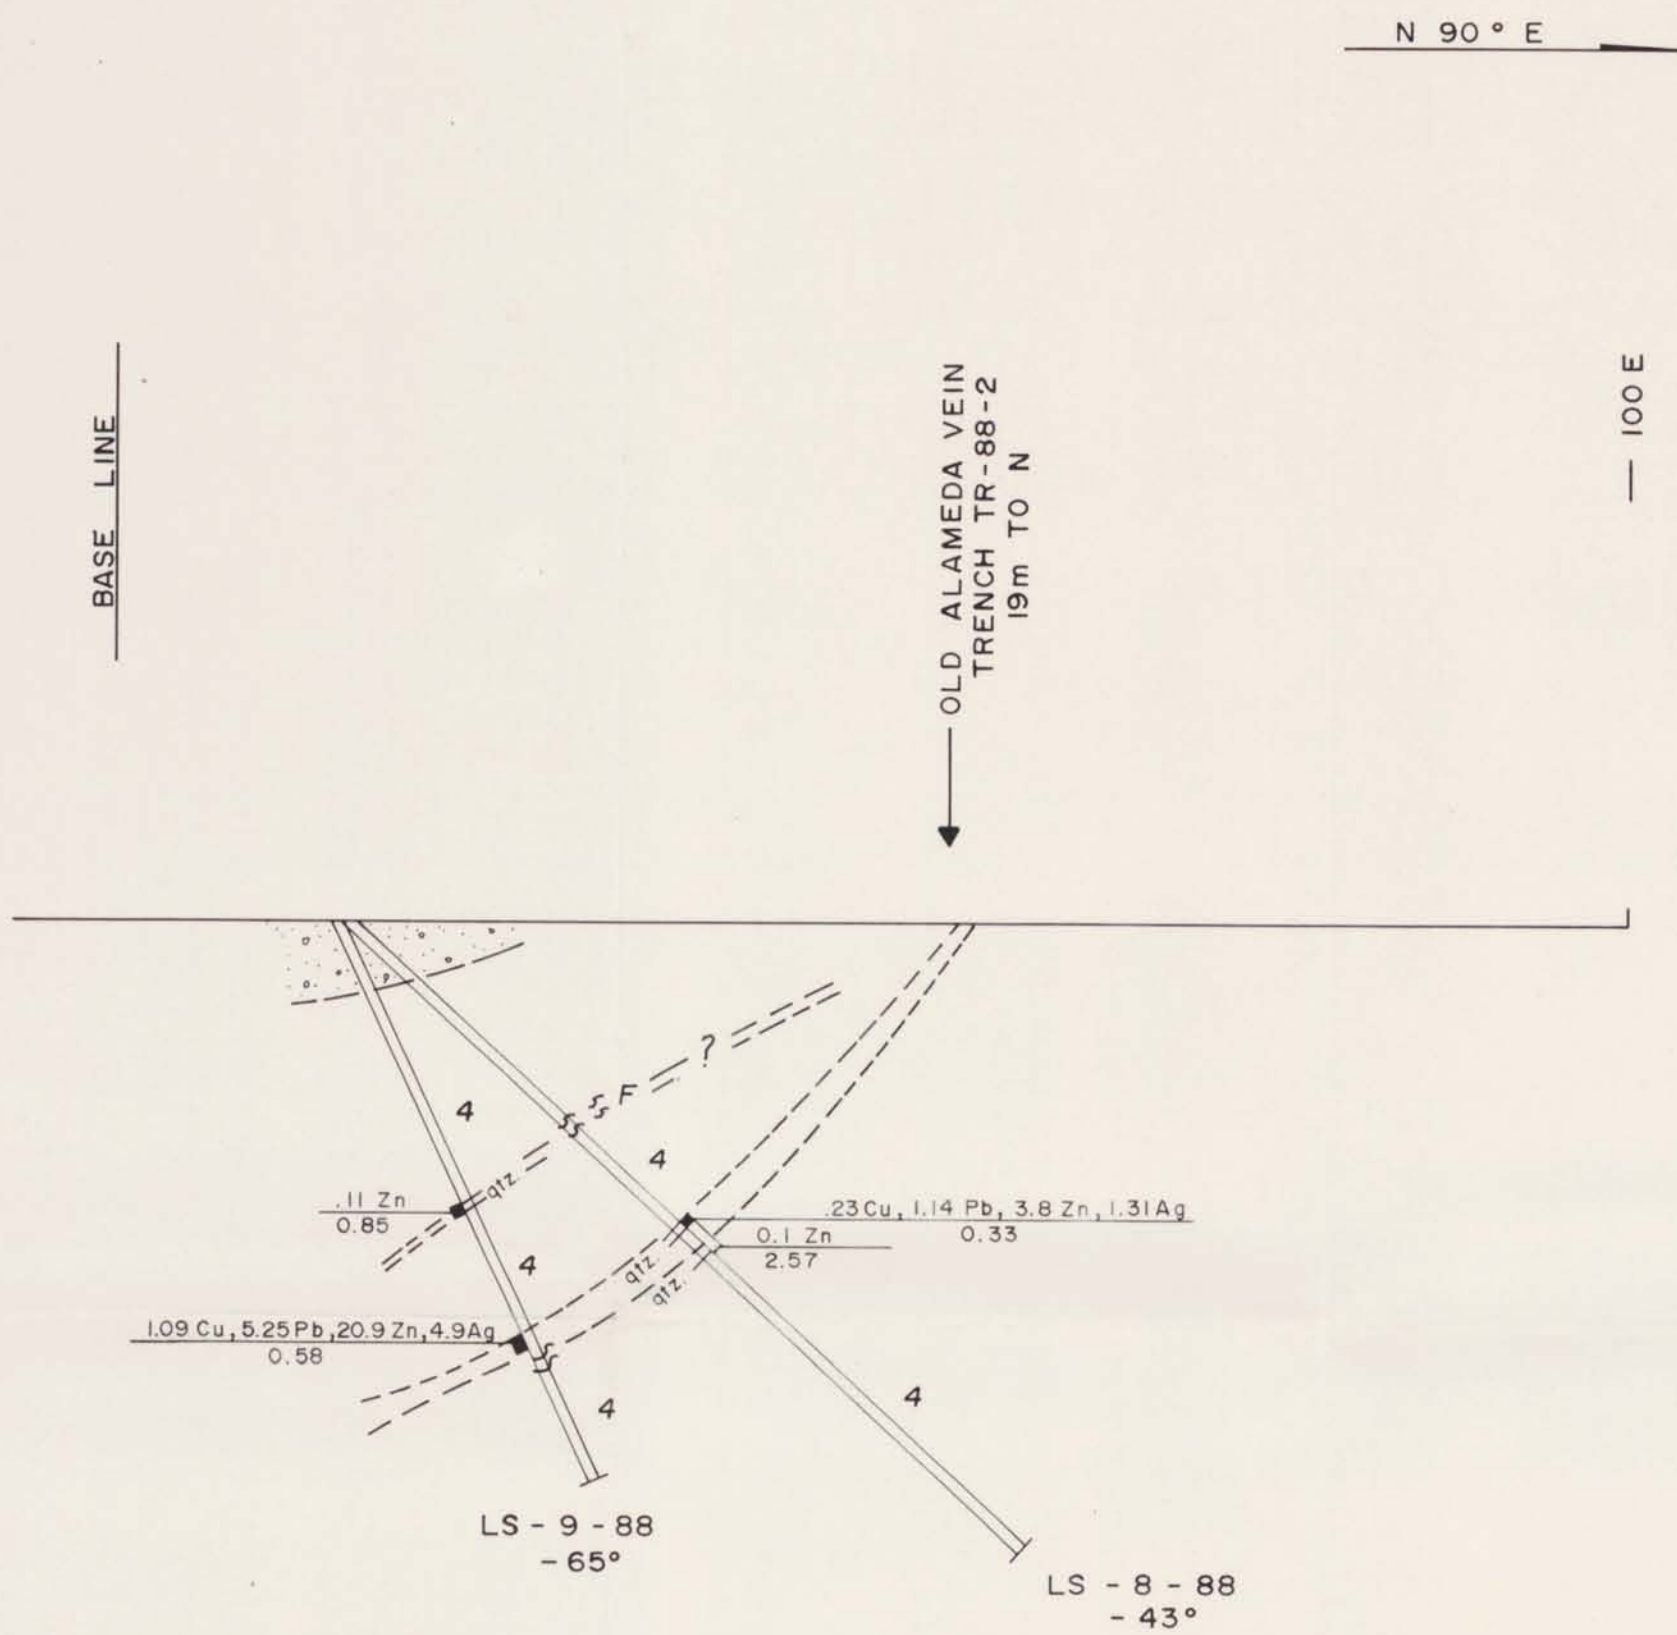 N 90° E
BASE LINE
OLD ALAMEDA VEIN
TRENCH TR-88-2
19m TO N
— 100 E
?
F
4
4
qtz.
.11 Zn
0.85
.23 Cu, 1.14 Pb, 3.8 Zn, 1.31 Ag
0.33
0.1 Zn
2.57
4
qtz.
qtz.
1.09 Cu, 5.25 Pb, 20.9 Zn, 4.9 Ag
0.58
4
4
LS - 9 - 88
- 65°
LS - 8 - 88
- 43°